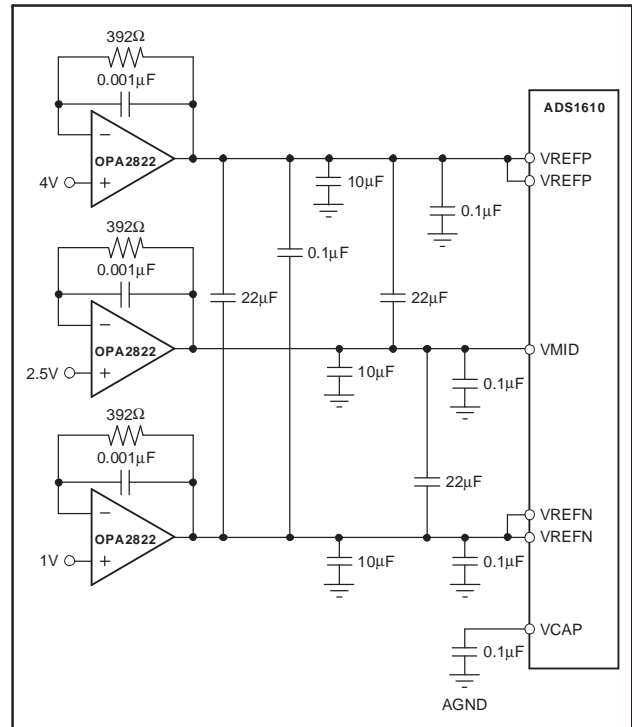 392Ω
0.001μF
ADS1610
OPA2822
4V
10μF
VREFP
VREFP
0.1μF
392Ω
0.001μF
0.1μF
22μF
22μF
OPA2822
2.5V
10μF
VMID
0.1μF
392Ω
0.001μF
22μF
OPA2822
1V
10μF
VREFN
VREFN
0.1μF
VCAP
0.1μF
AGND